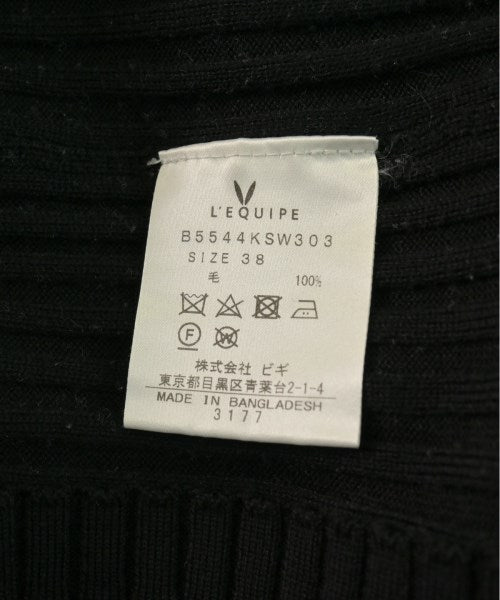 L'EQUIPE
B5544KSW303
SIZE 38
毛 100%
F W
株式会社 ビギ
東京都目黒区青葉台2-1-4
MADE IN BANGLADESH
3177